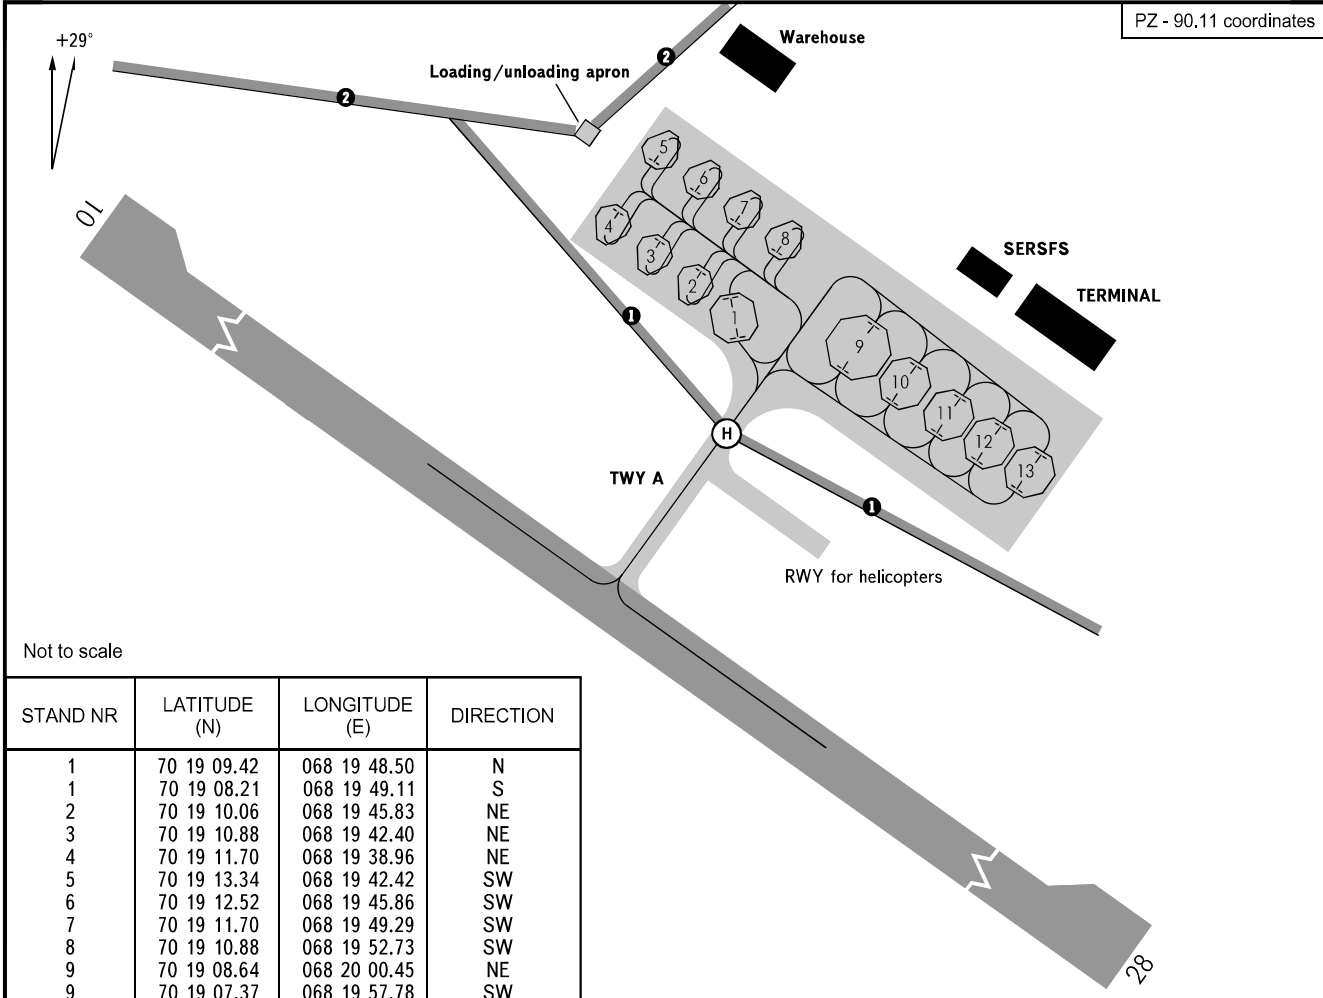 PZ - 90.11 coordinates
+29°
Warehouse
2
Loading/unloading apron
2
5
6
7
4
8
3
2
1
10
SERSFS
TERMINAL
1
9
10
11
H
12
13
TWY A
1
RWY for helicopters
Not to scale
STAND NR LATITUDE (N) LONGITUDE (E) DIRECTION
1 70 19 09.42 068 19 48.50 N
1 70 19 08.21 068 19 49.11 S
2 70 19 10.06 068 19 45.83 NE
3 70 19 10.88 068 19 42.40 NE
4 70 19 11.70 068 19 38.96 NE
5 70 19 13.34 068 19 42.42 SW
6 70 19 12.52 068 19 45.86 SW
7 70 19 11.70 068 19 49.29 SW
8 70 19 10.88 068 19 52.73 SW
9 70 19 08.64 068 20 00.45 NE
9 70 19 07.37 068 19 57.78 SW
28